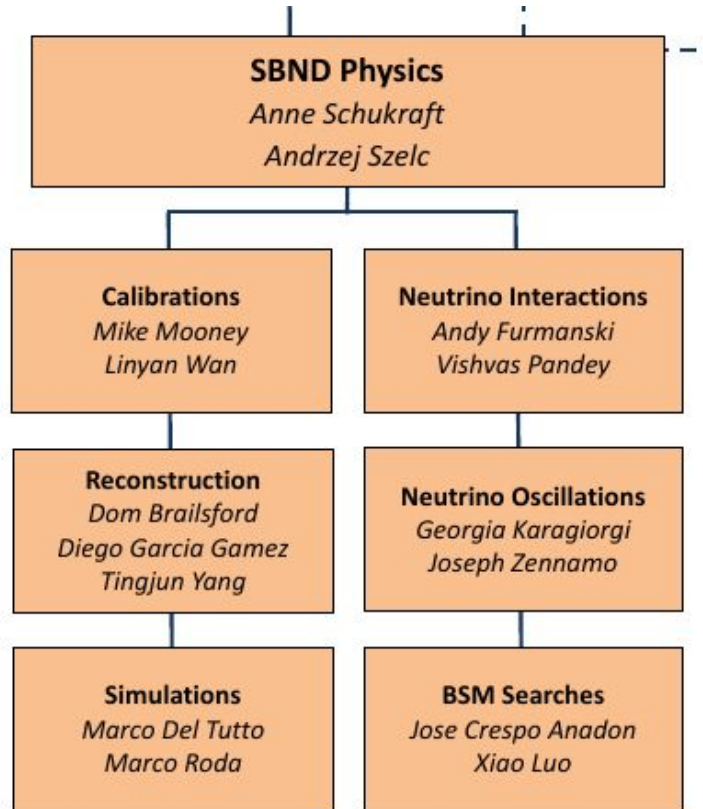 SBND Physics
Anne Schukraft
Andrzej Szelc
Calibrations
Mike Mooney
Linyan Wan
Neutrino Interactions
Andy Furmanski
Vishvas Pandey
Reconstruction
Dom Brailsford
Diego Garcia Gamez
Tingjun Yang
Neutrino Oscillations
Georgia Karagiorgi
Joseph Zennamo
Simulations
Marco Del Tutto
Marco Roda
BSM Searches
Jose Crespo Anadon
Xiao Luo